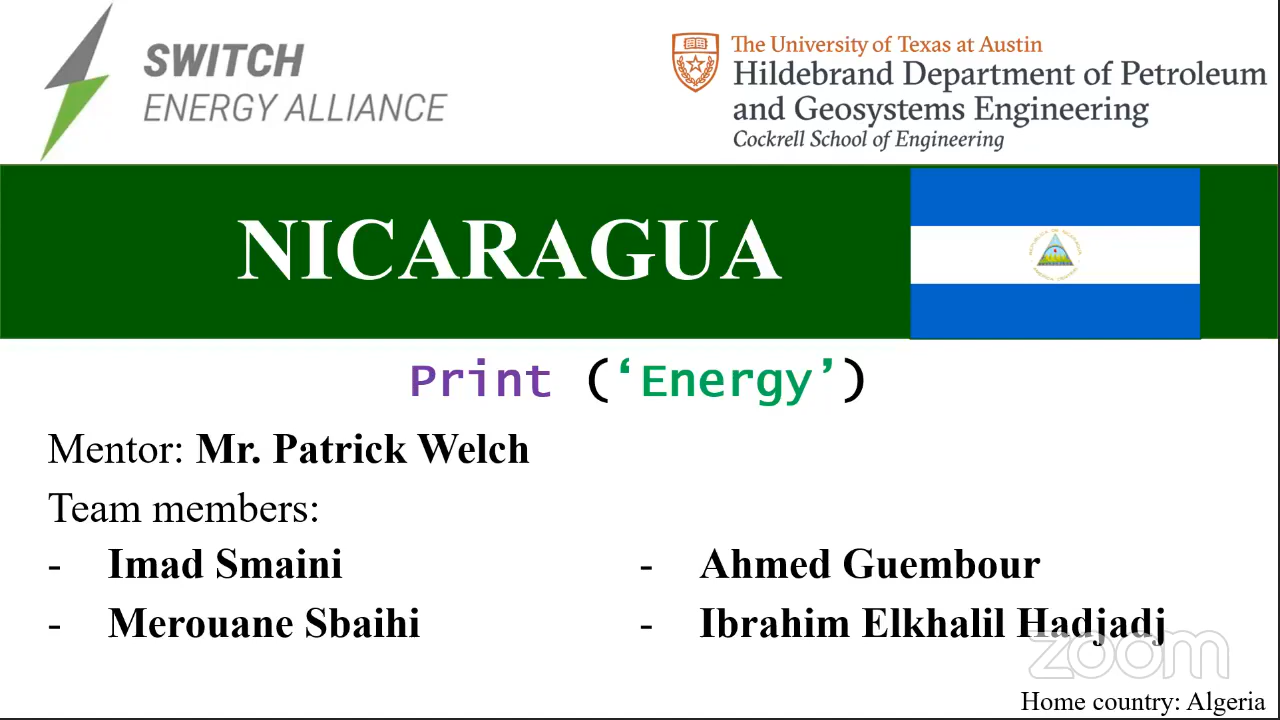 SWITCH
ENERGY ALLIANCE
The University of Texas at Austin
Hildebrand Department of Petroleum
and Geosystems Engineering
Cockrell School of Engineering
NICARAGUA
Print (‘Energy’)
Mentor: Mr. Patrick Welch
Team members:
- Imad Smaini
- Ahmed Guembour
- Merouane Sbaihi
- Ibrahim Elkhalil Hadjadj
zoom
Home country: Algeria